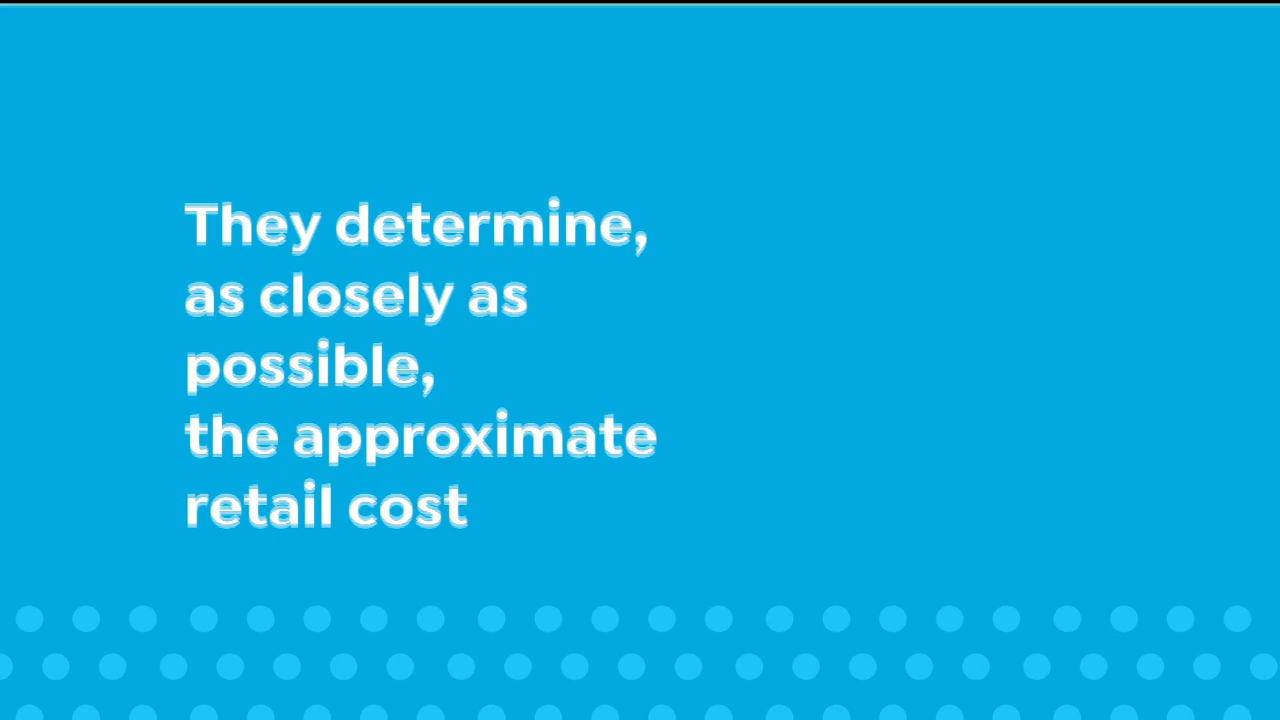 They determine,
as closely as
possible,
the approximate
retail cost